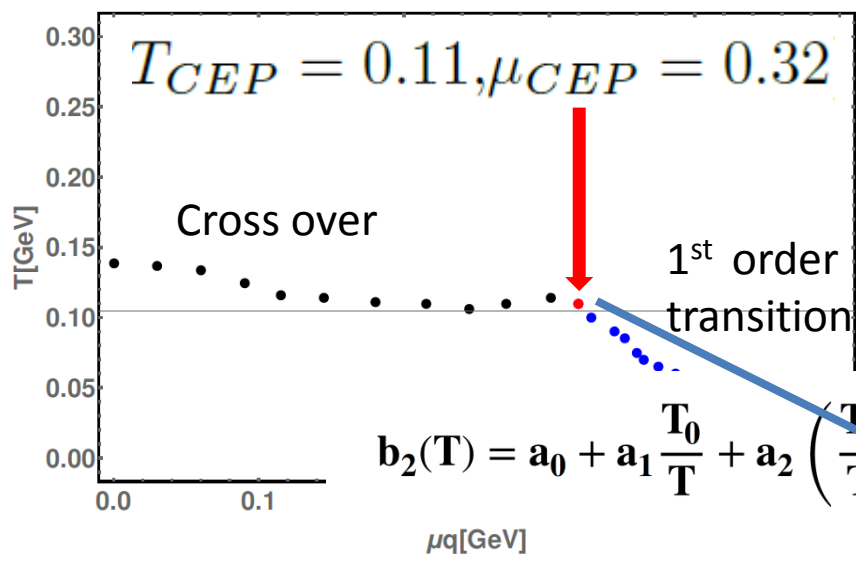 T_{CEP} = 0.11, μ_{CEP} = 0.32
0.30
0.25
0.20
0.15
0.10
0.05
0.00
T[GeV]
Cross over
1st order
transition
b₂(T) = a₀ + a₁ T₀/T + a₂ (T/T
0.0 0.1
μq[GeV]